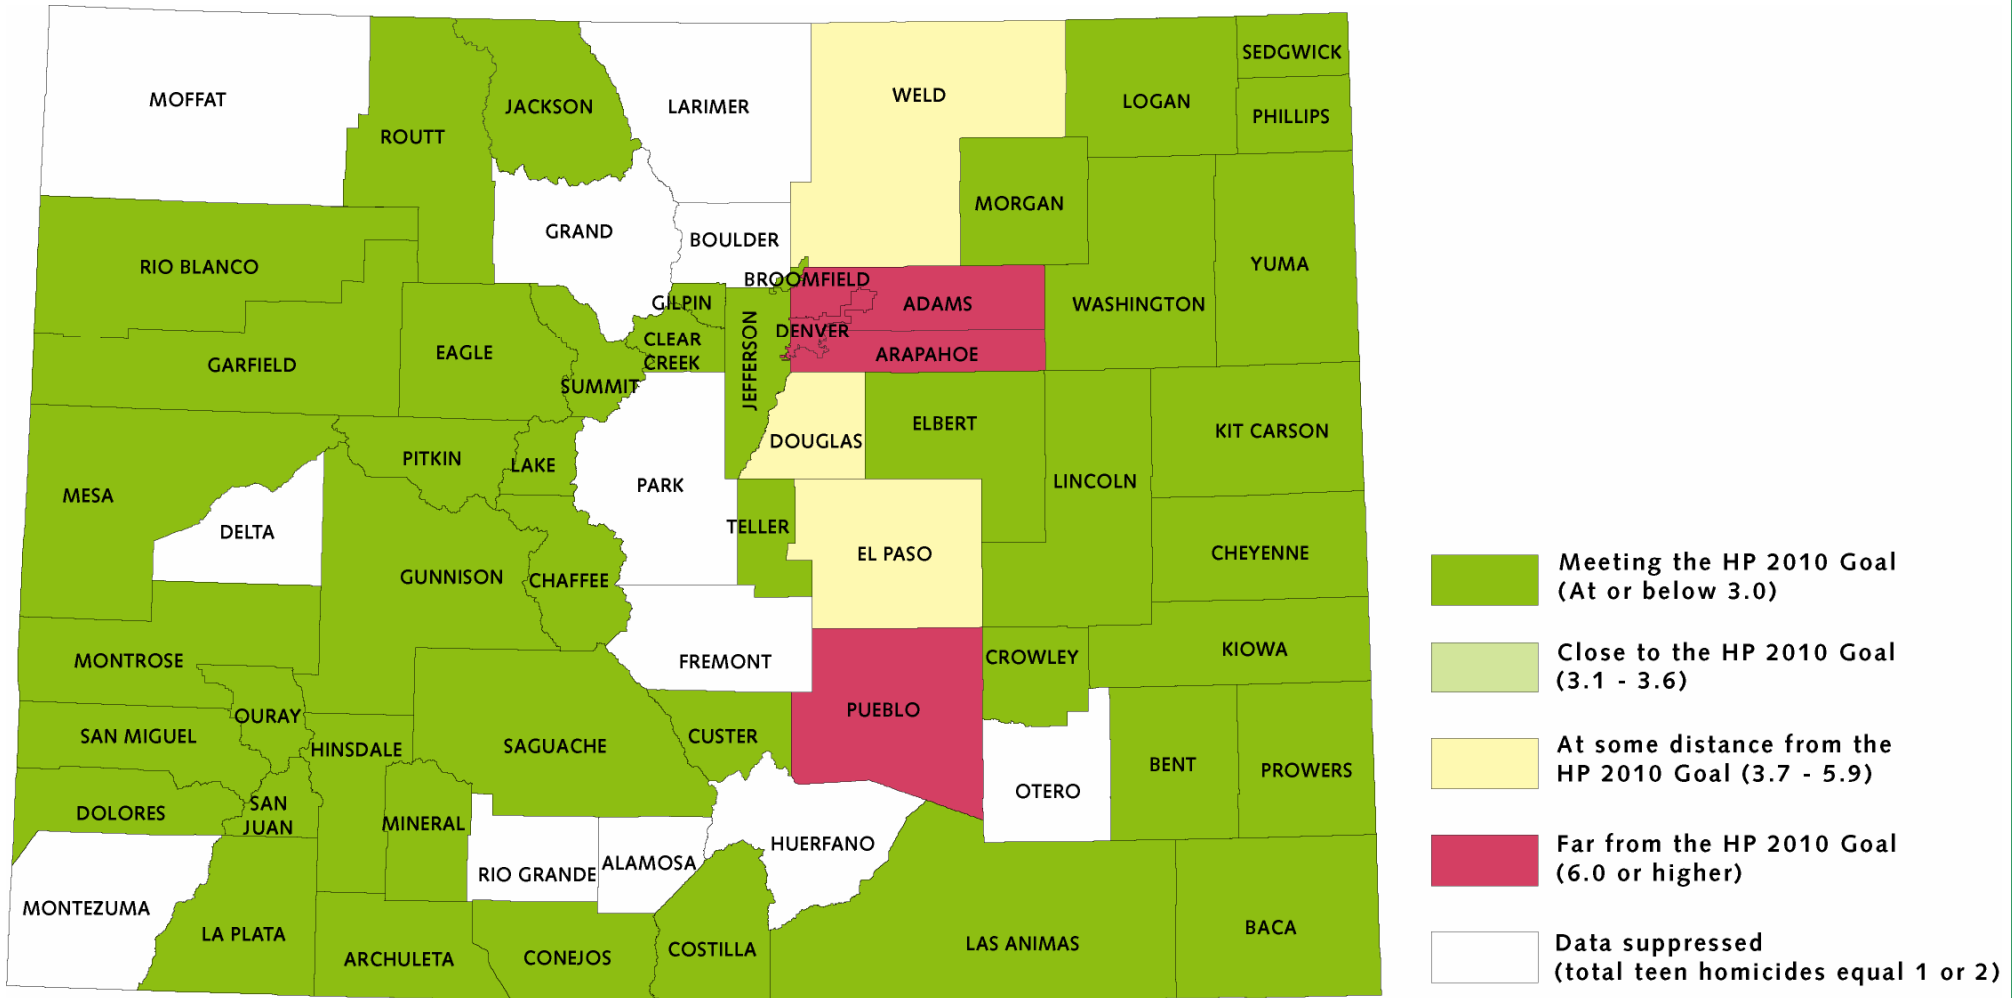 SEDGWICK
MOFFAT
JACKSON
LARIMER
WELD
LOGAN
PHILLIPS
ROUTT
MORGAN
GRAND
BOULDER
RIO BLANCO
YUMA
BROOMFIELD
GILPIN
ADAMS
WASHINGTON
DENVER
CLEAR
CREEK
JEFFERSON
EAGLE
ARAPAHOE
GARFIELD
SUMMIT
ELBERT
KIT CARSON
DOUGLAS
PITKIN
LAKE
PARK
LINCOLN
MESA
DELTA
TELLER
EL PASO
CHEYENNE
GUNNISON
CHAFFEE
MONTROSE
FREMONT
CROWLEY
KIOWA
OURAY
PUEBLO
SAN MIGUEL
HINSDALE
SAGUACHE
CUSTER
BENT
PROWERS
OTERO
DOLORES
SAN
JUAN
MINERAL
HUERFANO
RIO GRANDE
ALAMOSA
MONTEZUMA
LA PLATA
ARCHULETA
CONEJOS
COSTILLA
LAS ANIMAS
BACA
Meeting the HP 2010 Goal
(At or below 3.0)
Close to the HP 2010 Goal
(3.1 - 3.6)
At some distance from the
HP 2010 Goal (3.7 - 5.9)
Far from the HP 2010 Goal
(6.0 or higher)
Data suppressed
(total teen homicides equal 1 or 2)